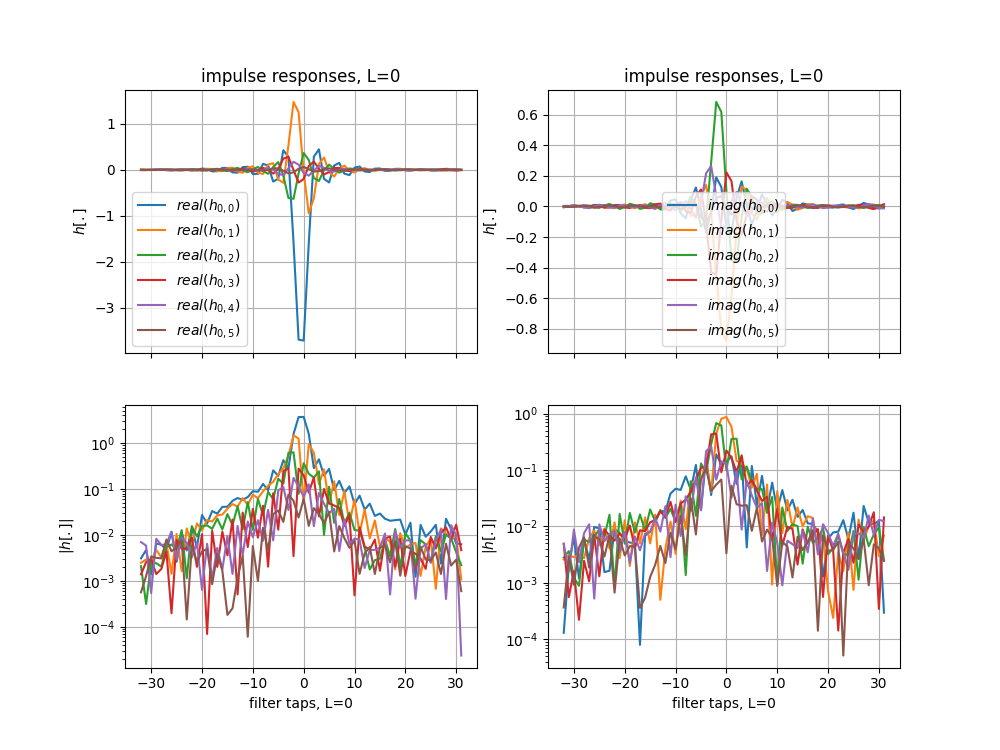 impulse responses, L=0
1
0
−1
−2
−3
h[.]
real(h0,0)
real(h0,1)
real(h0,2)
real(h0,3)
real(h0,4)
real(h0,5)
impulse responses, L=0
0.6
0.4
0.2
0.0
−0.2
−0.4
−0.6
−0.8
h[.]
imag(h0,0)
imag(h0,1)
imag(h0,2)
imag(h0,3)
imag(h0,4)
imag(h0,5)
10^0
10^−1
10^−2
10^−3
10^−4
|h[.]|
−30 −20 −10 0 10 20 30
filter taps, L=0
10^0
10^−1
10^−2
10^−3
10^−4
|h[.]|
−30 −20 −10 0 10 20 30
filter taps, L=0